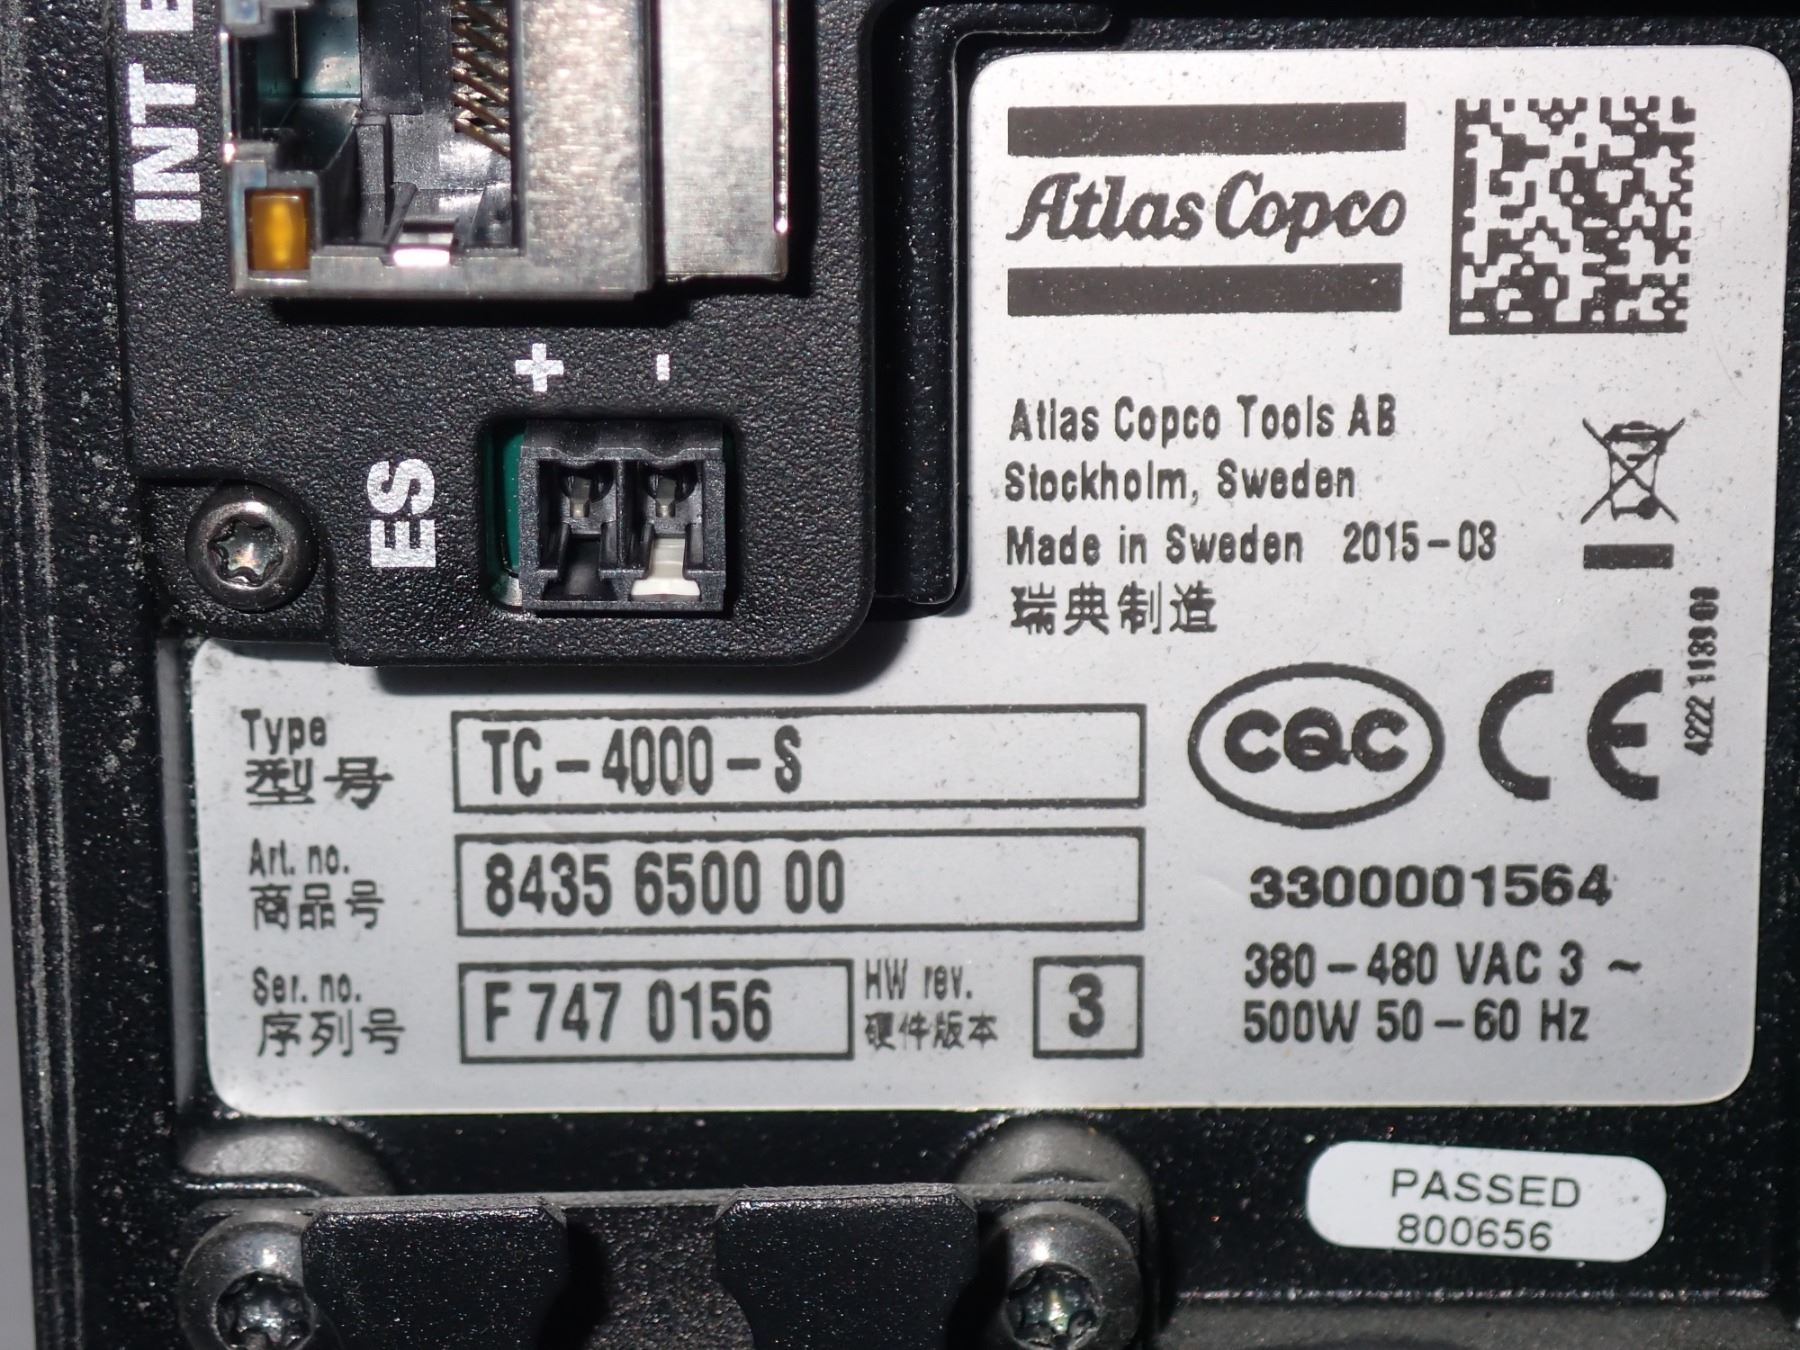 INT
+ -
ES
Atlas Copco
Atlas Copco Tools AB
Stockholm, Sweden
Made in Sweden 2015-03
瑞典制造
4222 1183
Type
型号
TC-4000-S
CQC
CE
Art. no.
商品号
8435 6500 00
3300001564
Ser. no.
序列号
F 747 0156
HW rev.
硬件版本
3
380-480 VAC 3 ~
500W 50-60 Hz
PASSED
800656